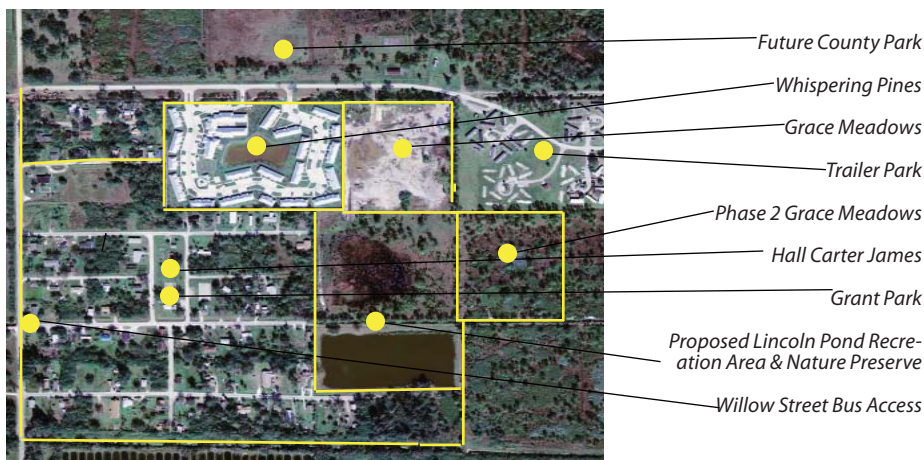 Future County Park
Whispering Pines
Grace Meadows
Trailer Park
Phase 2 Grace Meadows
Hall Carter James
Grant Park
Proposed Lincoln Pond Recre-
ation Area & Nature Preserve
Willow Street Bus Access